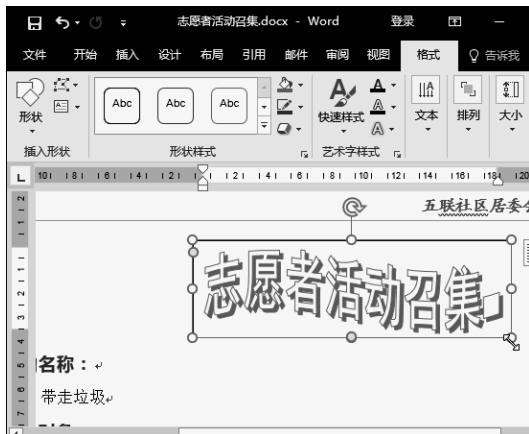 志愿者活动召集.docx - Word
登录
文件 开始 插入 设计 布局 引用 邮件 审阅 视图 格式 告诉我
Abc Abc Abc
形状 快速样式 文本 排列 大小
插入形状 形状样式 艺术字样式
五联社区居委
志愿者活动召集
名称：
带走垃圾